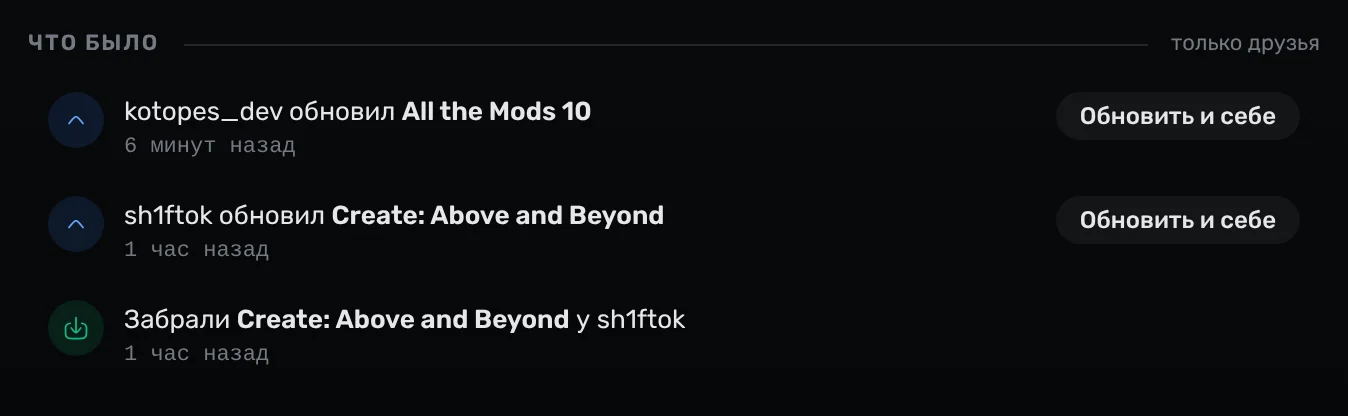 ЧТО БЫЛО
только друзья
kotopes_dev обновил All the Mods 10
Обновить и себе
6 минут назад
sh1ftok обновил Create: Above and Beyond
Обновить и себе
1 час назад
Забрали Create: Above and Beyond у sh1ftok
1 час назад